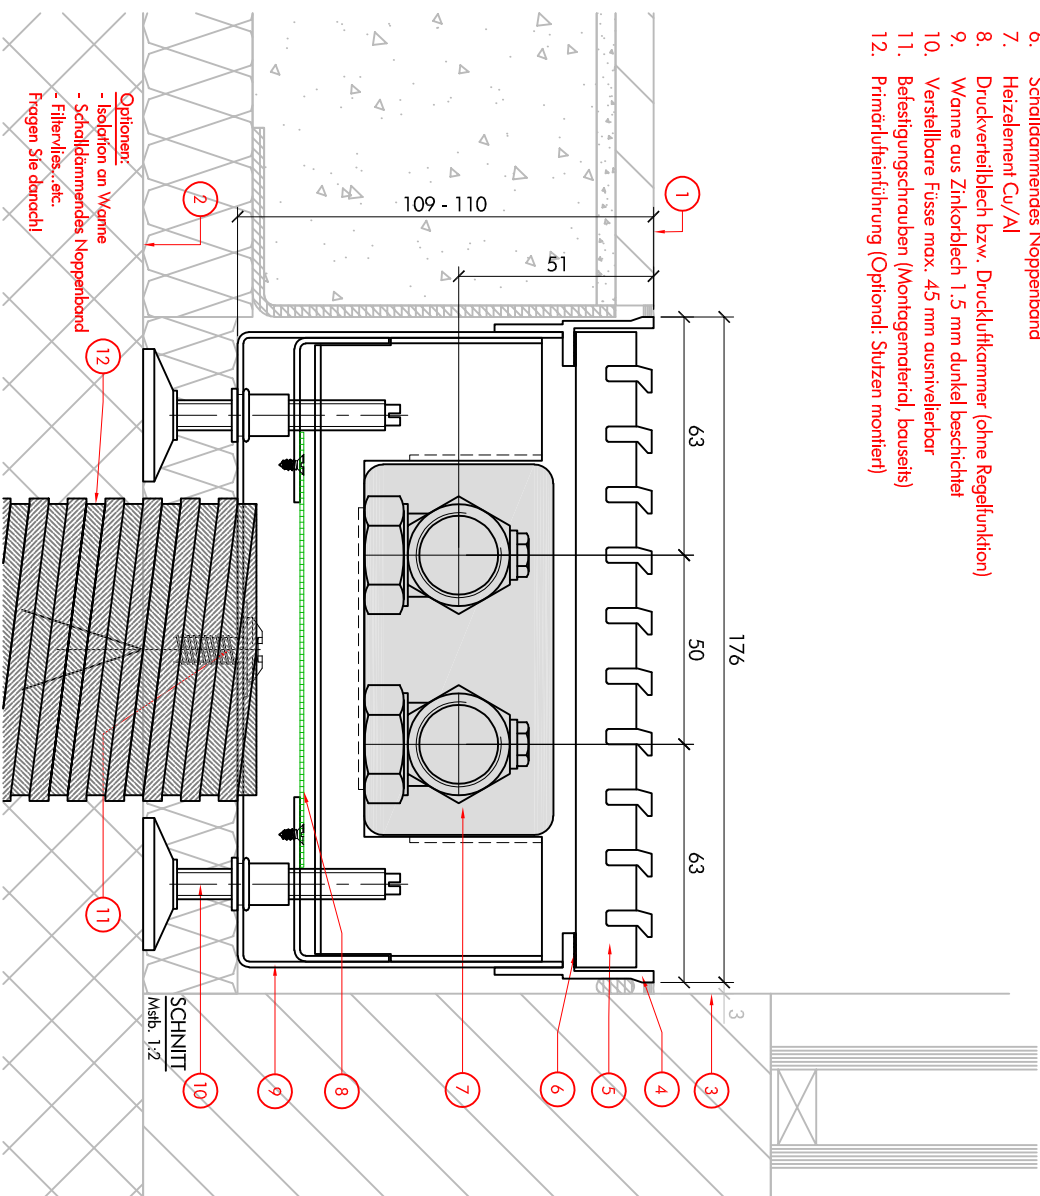 6. Schalldämmendes Noppenband
7. Heizelement Cu/Al
8. Druckverteilblech bzw. Druckluftkammer (ohne Regelfunktion)
9. Wanne aus Zinkorblech 1.5 mm dunkel beschichtet
10. Verstellbare Füsse max. 45 mm ausnivelierbar
11. Befestigungschrauben (Montagematerial, bauseits)
12. Primärlufteinführung (Optional: Stutzen montiert)
1
2
109 - 110
51
63
50
63
176
3
12
11
10
9
8
7
6
5
4
3
Optionen:
- Isolation an Wanne
- Schalldämmendes Noppenband
- Filtervlies...etc.
Fragen Sie danach!
SCHNITT
Mstb. 1:2